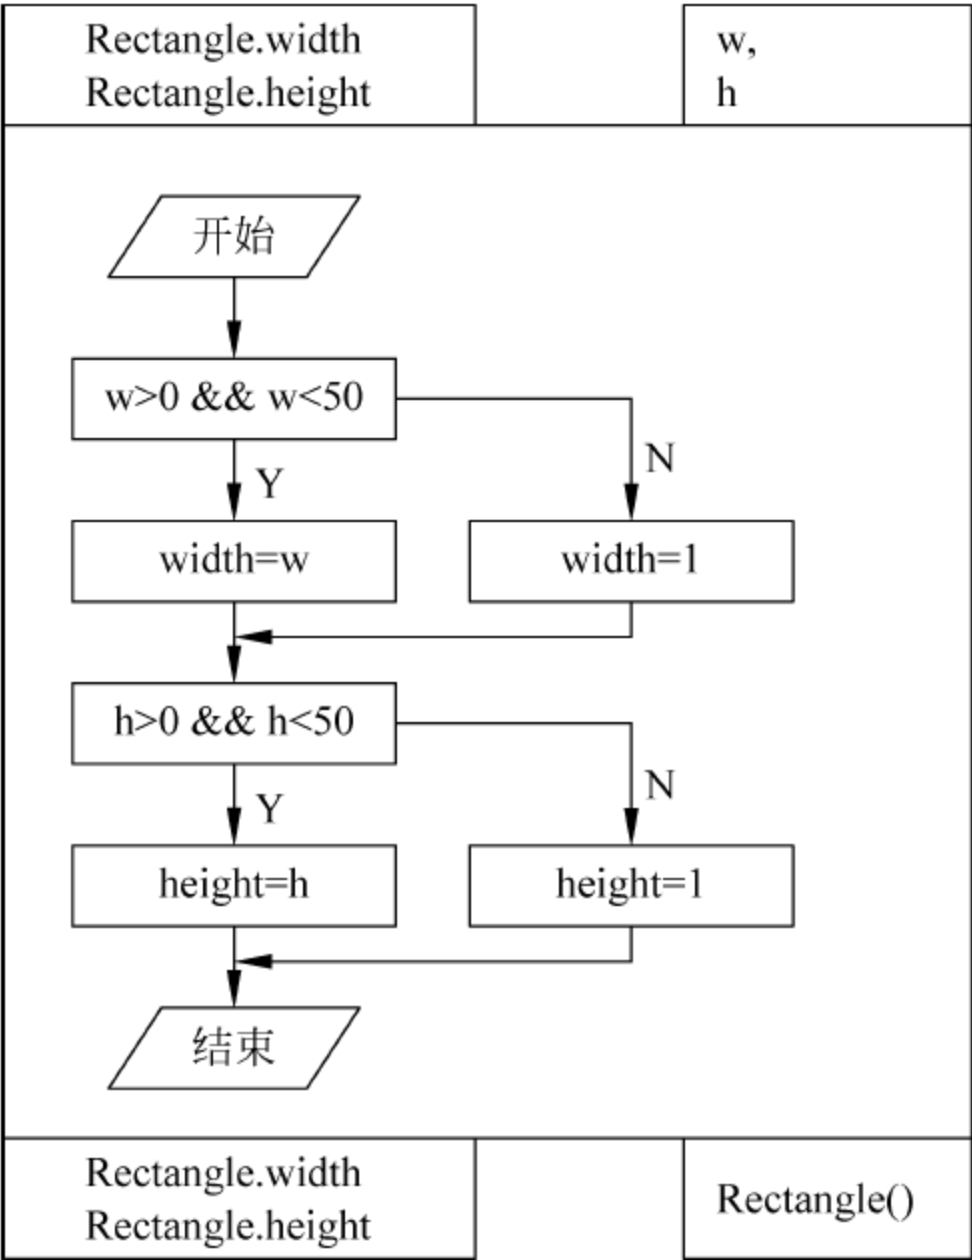 Rectangle.width
Rectangle.height
w,
h
开始
w>0 && w<50
N
Y
width=w
width=1
h>0 && h<50
N
Y
height=h
height=1
结束
Rectangle.width
Rectangle.height
Rectangle()